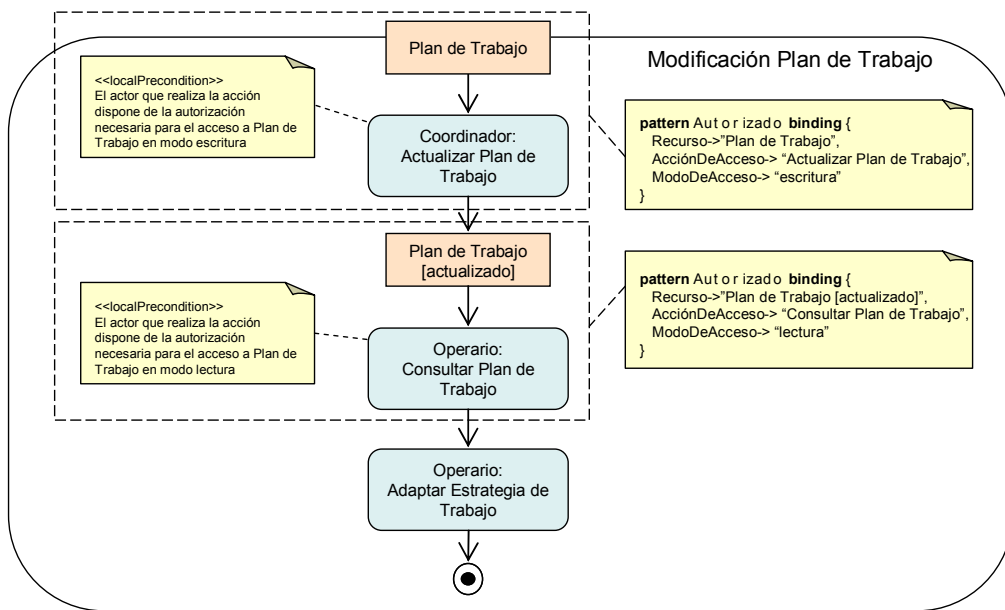 Plan de Trabajo
Modificación Plan de Trabajo
<<localPrecondition>>
El actor que realiza la acción
dispone de la autorización
necesaria para el acceso a Plan de
Trabajo en modo escritura
Coordinador:
Actualizar Plan de
Trabajo
pattern Autorizado binding {
Recurso->”Plan de Trabajo”,
AcciónDeAcceso-> “Actualizar Plan de Trabajo”,
ModoDeAcceso-> “escritura”
}
Plan de Trabajo
[actualizado]
<<localPrecondition>>
El actor que realiza la acción
dispone de la autorización
necesaria para el acceso a Plan de
Trabajo en modo lectura
Operario:
Consultar Plan de
Trabajo
pattern Autorizado binding {
Recurso->”Plan de Trabajo [actualizado]”,
AcciónDeAcceso-> “Consultar Plan de Trabajo”,
ModoDeAcceso-> “lectura”
}
Operario:
Adaptar Estrategia de
Trabajo